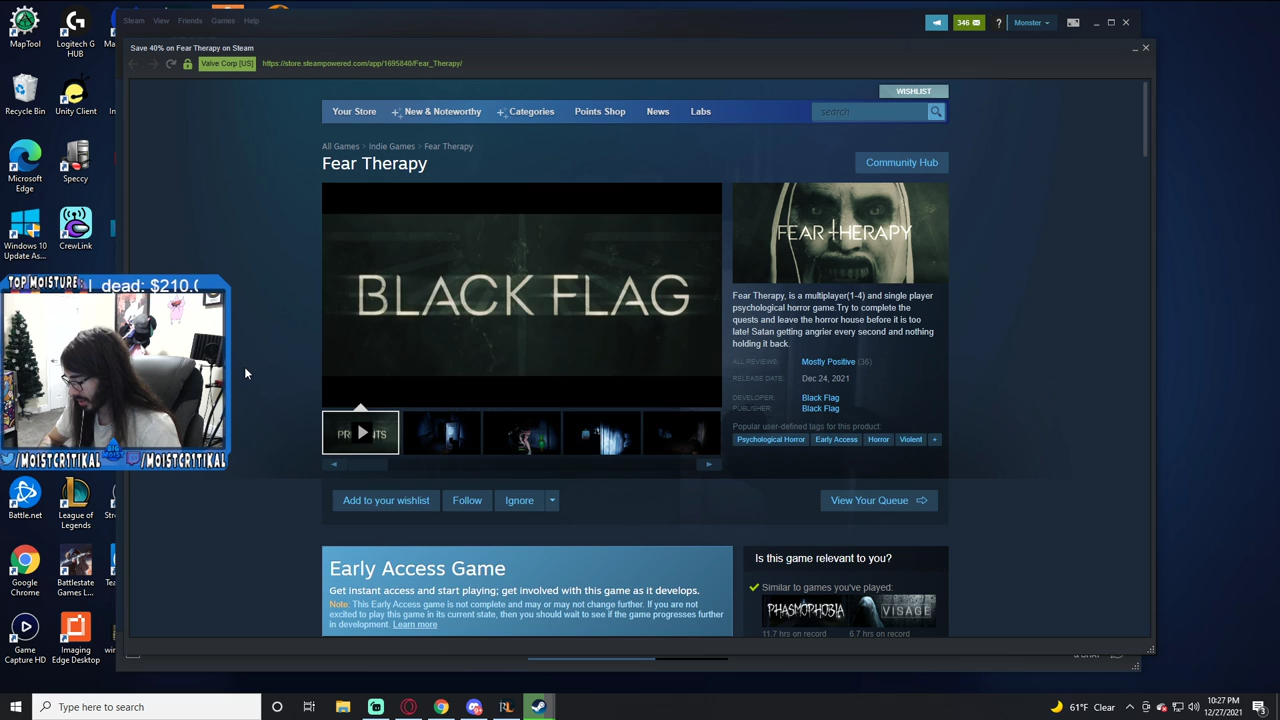 Steam
View
Friends
Games
Help
346
?
Monster
Save 40% on Fear Therapy on Steam
Valve Corp [US]
https://store.steampowered.com/app/1695840/Fear_Therapy/
WISHLIST
Your Store
New & Noteworthy
Categories
Points Shop
News
Labs
search
All Games > Indie Games > Fear Therapy
Fear Therapy
Community Hub
BLACK FLAG
FEAR THERAPY
Fear Therapy, is a multiplayer(1-4) and single player
psychological horror game.Try to complete the
quests and leave the horror house before it is too
late! Satan getting angrier every second and nothing
holding it back.
ALL REVIEWS: Mostly Positive (36)
RELEASE DATE: Dec 24, 2021
DEVELOPER: Black Flag
PUBLISHER: Black Flag
Popular user-defined tags for this product:
Psychological Horror
Early Access
Horror
Violent
+
Add to your wishlist
Follow
Ignore
View Your Queue
Early Access Game
Get instant access and start playing; get involved with this game as it develops.
Note: This Early Access game is not complete and may or may not change further. If you are
not excited to play this game in its current state, then you should wait to see if the game progresses further
in development. Learn more
Is this game relevant to you?
Similar to games you've played:
PHASMOPHOBIA
VISAGE
11.7 hrs on record
6.7 hrs on record
MapTool
Logitech G
HUB
Recycle Bin
Unity Client
Microsoft
Edge
Speccy
Windows 10
Update As...
CrewLink
TOP MOISTURE:
dead: $210.
/MOISTCR1TIKAL
BIG
MOIST
/MOISTCR1TIKAL
Battle.net
League of
Legends
Google
Chrome
Battlestate
Games L...
Game
Capture HD
Imaging
Edge Desktop
Type here to search
61°F Clear
10:27 PM
12/27/2021
3